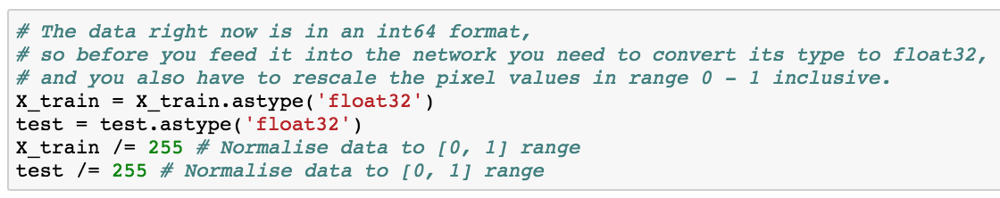 # The data right now is in an int64 format,
# so before you feed it into the network you need to convert its type to float32,
# and you also have to rescale the pixel values in range 0 - 1 inclusive.
X_train = X_train.astype('float32')
test = test.astype('float32')
X_train /= 255 # Normalise data to [0, 1] range
test /= 255 # Normalise data to [0, 1] range